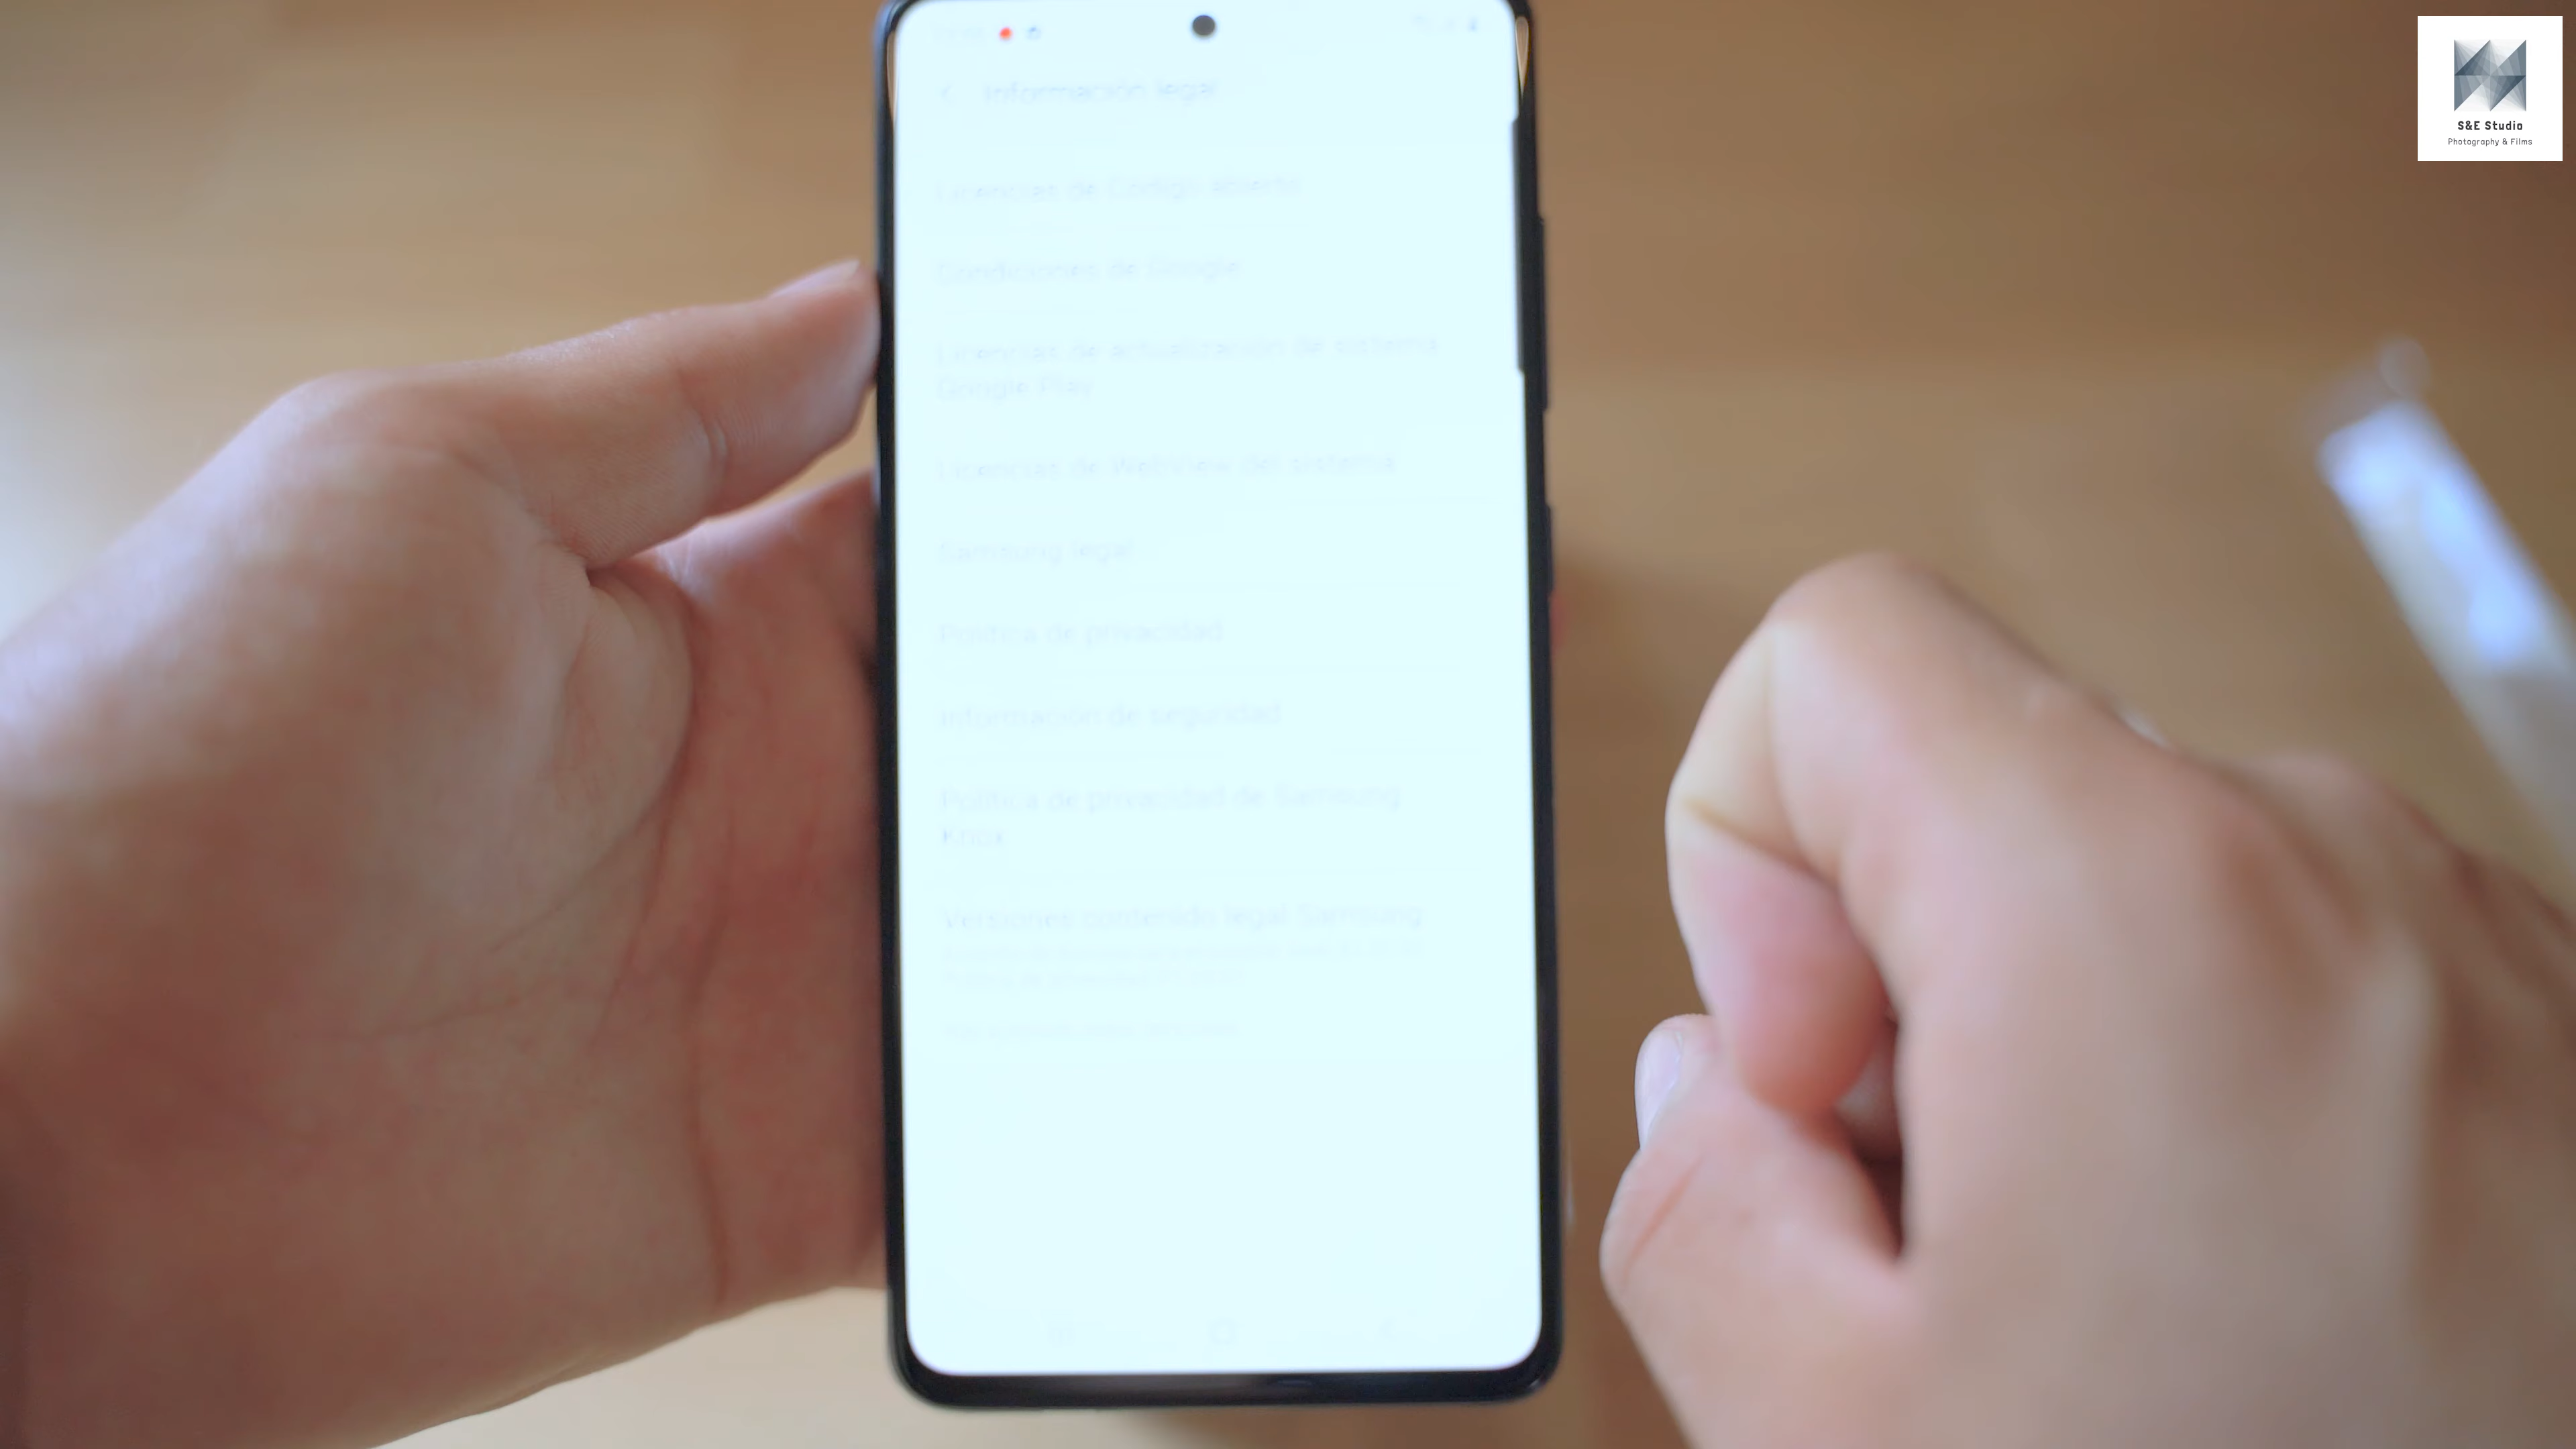 Información legal
Licencias de Código abierto
Condiciones de Google
Licencias de actualización de sistema
Google Play
Licencias de WebView del sistema
Samsung legal
Política de privacidad
Información de seguridad
Política de privacidad de Samsung
Knox
Versiones contenido legal Samsung
S&E Studio
Photography & Films